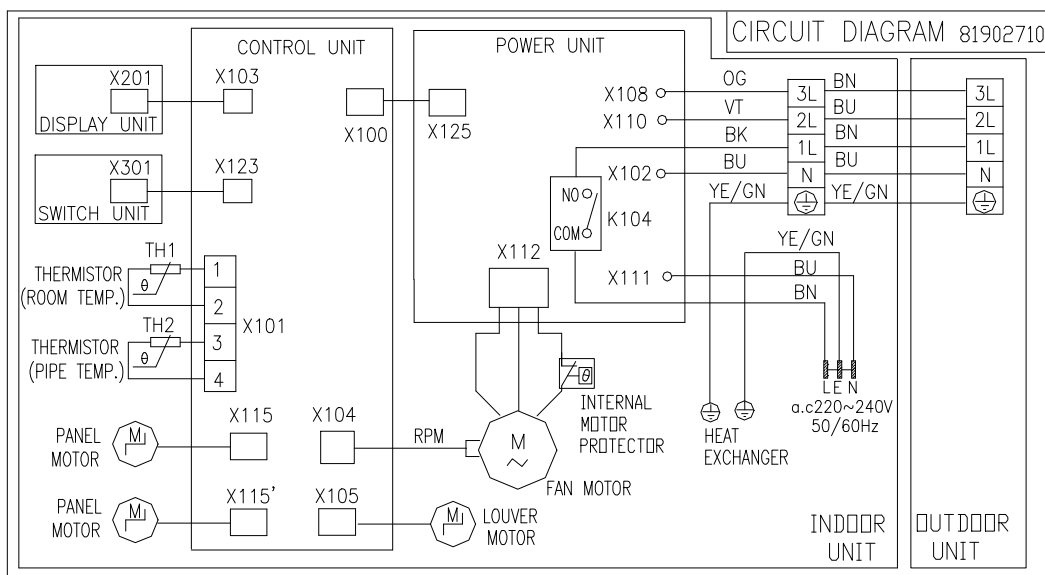 CIRCUIT DIAGRAM 81902710
CONTROL UNIT
POWER UNIT
X201
DISPLAY UNIT
X103
X100
X125
X301
SWITCH UNIT
X123
X108
X110
X102
OG
VT
BK
BU
YE/GN
3L
2L
1L
N
BN
BU
BN
BU
YE/GN
3L
2L
1L
N
NO
COM
K104
X112
X111
YE/GN
BU
BN
TH1
θ
THERMISTOR
(ROOM TEMP.)
1
2
3
4
X101
TH2
θ
THERMISTOR
(PIPE TEMP.)
L E N
a.c220~240V
50/60Hz
HEAT
EXCHANGER
θ
INTERNAL
MOTOR
PROTECTOR
PANEL
MOTOR
M
X115
X104
RPM
M
~
FAN MOTOR
PANEL
MOTOR
M
X115'
X105
M
LOUVER
MOTOR
INDOOR
UNIT
OUTDOOR
UNIT